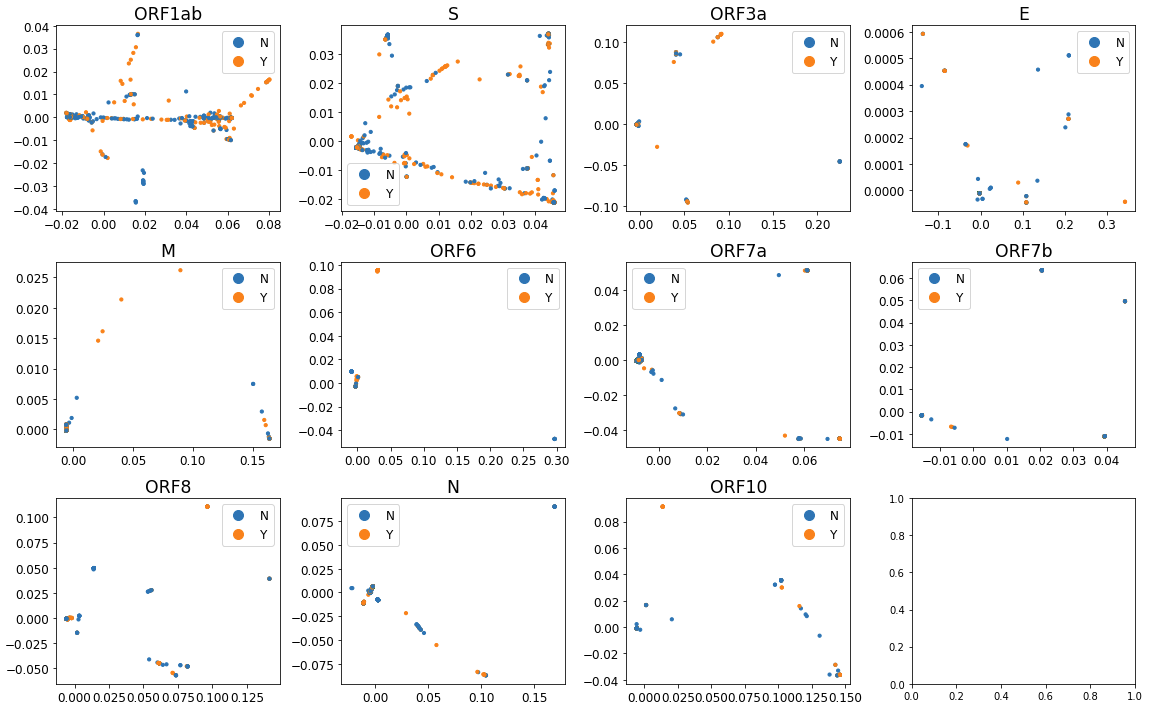 ORF1ab
0.04
0.03
0.02
0.01
0.00
−0.01
−0.02
−0.03
−0.04
−0.02 0.00 0.02 0.04 0.06 0.08
N
Y
S
0.03
0.02
0.01
0.00
−0.01
−0.02
−0.02 −0.01 0.00 0.01 0.02 0.03 0.04
N
Y
ORF3a
0.10
0.05
0.00
−0.05
−0.10
0.00 0.05 0.10 0.15 0.20
N
Y
E
0.0006
0.0005
0.0004
0.0003
0.0002
0.0001
0.0000
−0.1 0.0 0.1 0.2 0.3
N
Y
M
0.025
0.020
0.015
0.010
0.005
0.000
0.00 0.05 0.10 0.15
N
Y
ORF6
0.10
0.08
0.06
0.04
0.02
0.00
−0.02
−0.04
0.00 0.05 0.10 0.15 0.20 0.25 0.30
N
Y
ORF7a
0.04
0.02
0.00
−0.02
−0.04
0.00 0.02 0.04 0.06
N
Y
ORF7b
0.06
0.05
0.04
0.03
0.02
0.01
0.00
−0.01
−0.01 0.00 0.01 0.02 0.03 0.04
N
Y
ORF8
0.100
0.075
0.050
0.025
0.000
−0.025
−0.050
0.000 0.025 0.050 0.075 0.100 0.125
N
Y
N
0.075
0.050
0.025
0.000
−0.025
−0.050
−0.075
0.00 0.05 0.10 0.15
N
Y
ORF10
0.08
0.06
0.04
0.02
0.00
−0.02
−0.04
0.000 0.025 0.050 0.075 0.100 0.125 0.150
N
Y
1.0
0.8
0.6
0.4
0.2
0.0
0.0 0.2 0.4 0.6 0.8 1.0